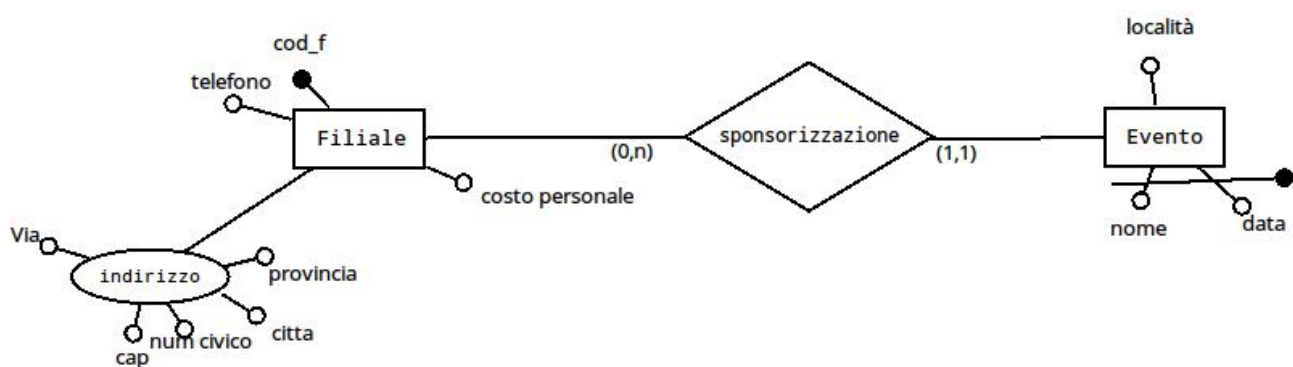 località
cod_f
telefono
Filiale
sponsorizzazione
Evento
(0,n)
(1,1)
costo personale
nome
data
Via
indirizzo
provincia
citta
num civico
cap